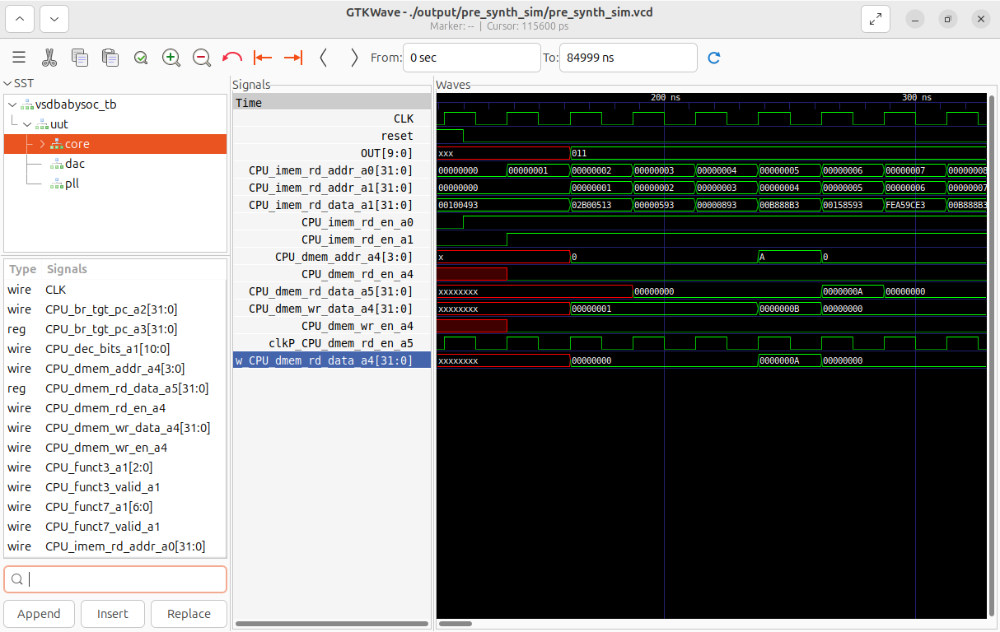 GTKWave - ./output/pre_synth_sim/pre_synth_sim.vcd
Marker: -- | Cursor: 115600 ps
From: 0 sec To: 84999 ns
SST
vsdbabysoc_tb
uut
core
dac
pll
Type Signals
wire CLK
wire CPU_br_tgt_pc_a2[31:0]
reg CPU_br_tgt_pc_a3[31:0]
wire CPU_dec_bits_a1[10:0]
wire CPU_dmem_addr_a4[3:0]
reg CPU_dmem_rd_data_a5[31:0]
wire CPU_dmem_rd_en_a4
wire CPU_dmem_wr_data_a4[31:0]
wire CPU_dmem_wr_en_a4
wire CPU_funct3_a1[2:0]
wire CPU_funct3_valid_a1
wire CPU_funct7_a1[6:0]
wire CPU_funct7_valid_a1
wire CPU_imem_rd_addr_a0[31:0]
Append Insert Replace
Signals
Time
CLK
reset
OUT[9:0]
CPU_imem_rd_addr_a0[31:0]
CPU_imem_rd_addr_a1[31:0]
CPU_imem_rd_data_a1[31:0]
CPU_imem_rd_en_a0
CPU_imem_rd_en_a1
CPU_dmem_addr_a4[3:0]
CPU_dmem_rd_en_a4
CPU_dmem_rd_data_a5[31:0]
CPU_dmem_wr_data_a4[31:0]
CPU_dmem_wr_en_a4
clkP_CPU_dmem_rd_en_a5
w_CPU_dmem_rd_data_a4[31:0]
Waves
200 ns 300 ns
xxx 011
00000000 00000001 00000002 00000003 00000004 00000005 00000006 00000007 00000008
00000000 00000001 00000002 00000003 00000004 00000005 00000006 00000007
00100493 02B00513 00000593 00000893 00B888B3 00158593 FEA59CE3 00B888B3
x 0 A 0
xxxxxxxx 00000000 0000000A 00000000
xxxxxxxx 00000001 0000000B 00000000
xxxxxxxx 00000000 0000000A 00000000